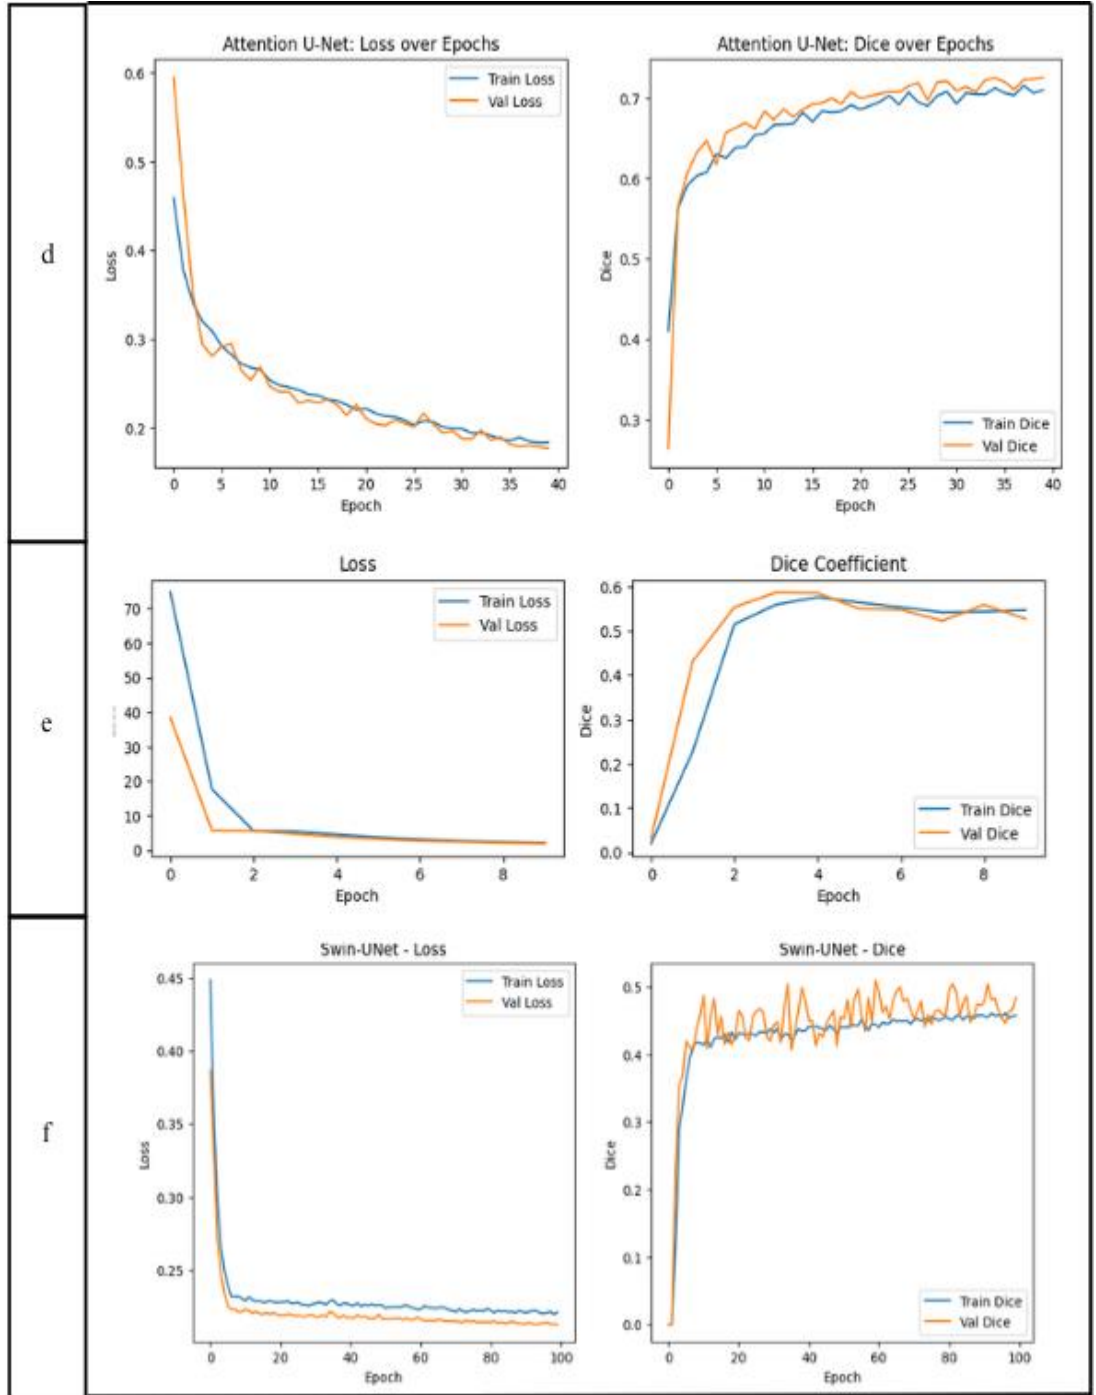 d
Attention U-Net: Loss over Epochs
0.6
0.5
0.4
0.3
0.2
Loss
Train Loss
Val Loss
0 5 10 15 20 25 30 35 40
Epoch
Attention U-Net: Dice over Epochs
0.7
0.6
0.5
0.4
0.3
Dice
Train Dice
Val Dice
0 5 10 15 20 25 30 35 40
Epoch
e
Loss
70
60
50
40
30
20
10
0
Train Loss
Val Loss
0 2 4 6 8
Epoch
Dice Coefficient
0.6
0.5
0.4
0.3
0.2
0.1
0.0
Dice
Train Dice
Val Dice
0 2 4 6 8
Epoch
f
Swin-UNet - Loss
0.45
0.40
0.35
0.30
0.25
Loss
Train Loss
Val Loss
0 20 40 60 80 100
Epoch
Swin-UNet - Dice
0.5
0.4
0.3
0.2
0.1
0.0
Dice
Train Dice
Val Dice
0 20 40 60 80 100
Epoch